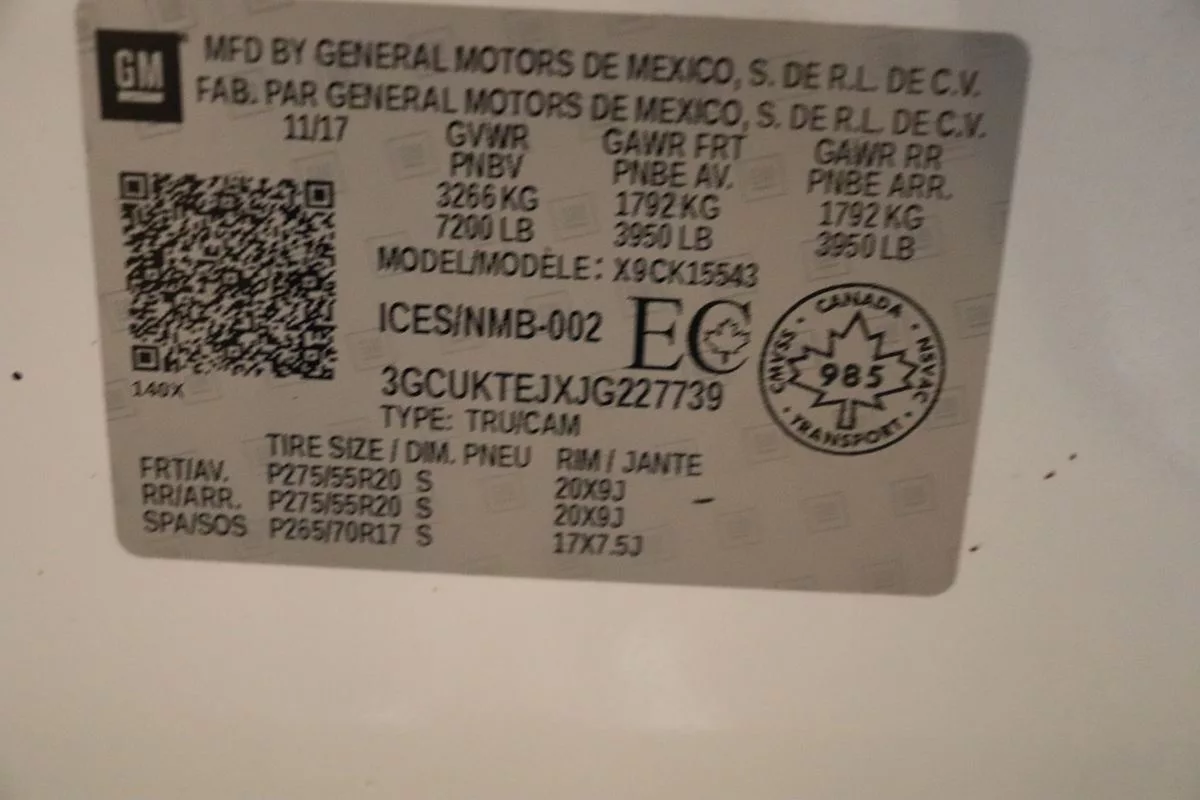 GM
MFD BY GENERAL MOTORS DE MEXICO, S. DE R.L. DE C.V.
FAB. PAR GENERAL MOTORS DE MEXICO, S. DE R.L. DE C.V.
11/17 GVWR GAWR FRT GAWR RR
PNBV PNBE AV. PNBE ARR.
3266 KG 1792 KG 1792 KG
7200 LB 3950 LB 3950 LB
MODEL/MODÈLE: X9CK15543
ICES/NMB-002 EC
CANADA · NSVAC · TRANSPORT · CMVSS
985
140X
3GCUKTEJXJG227739
TYPE: TRU/CAM
TIRE SIZE / DIM. PNEU RIM / JANTE
FRT/AV. P275/55R20 S 20X9J
RR/ARR. P275/55R20 S 20X9J
SPA/SOS P265/70R17 S 17X7.5J